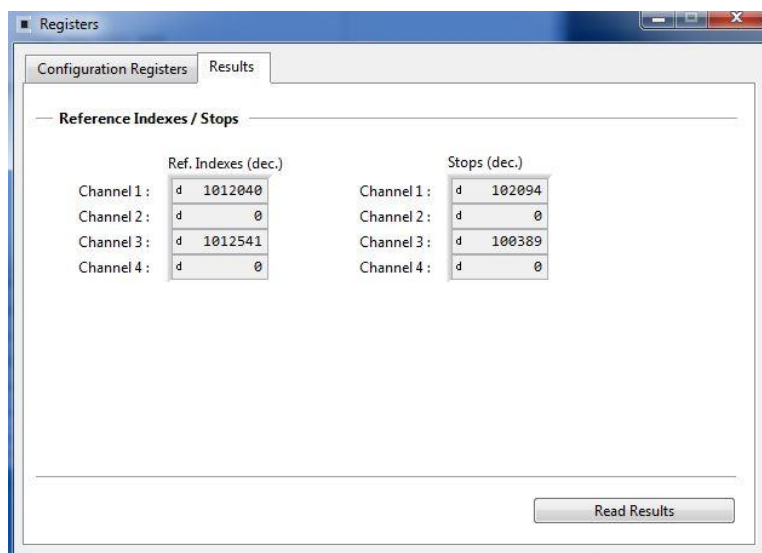 Registers
Configuration Registers Results
Reference Indexes / Stops
Ref. Indexes (dec.) Stops (dec.)
Channel 1 : d 1012040 Channel 1 : d 102094
Channel 2 : d 0 Channel 2 : d 0
Channel 3 : d 1012541 Channel 3 : d 100389
Channel 4 : d 0 Channel 4 : d 0
Read Results